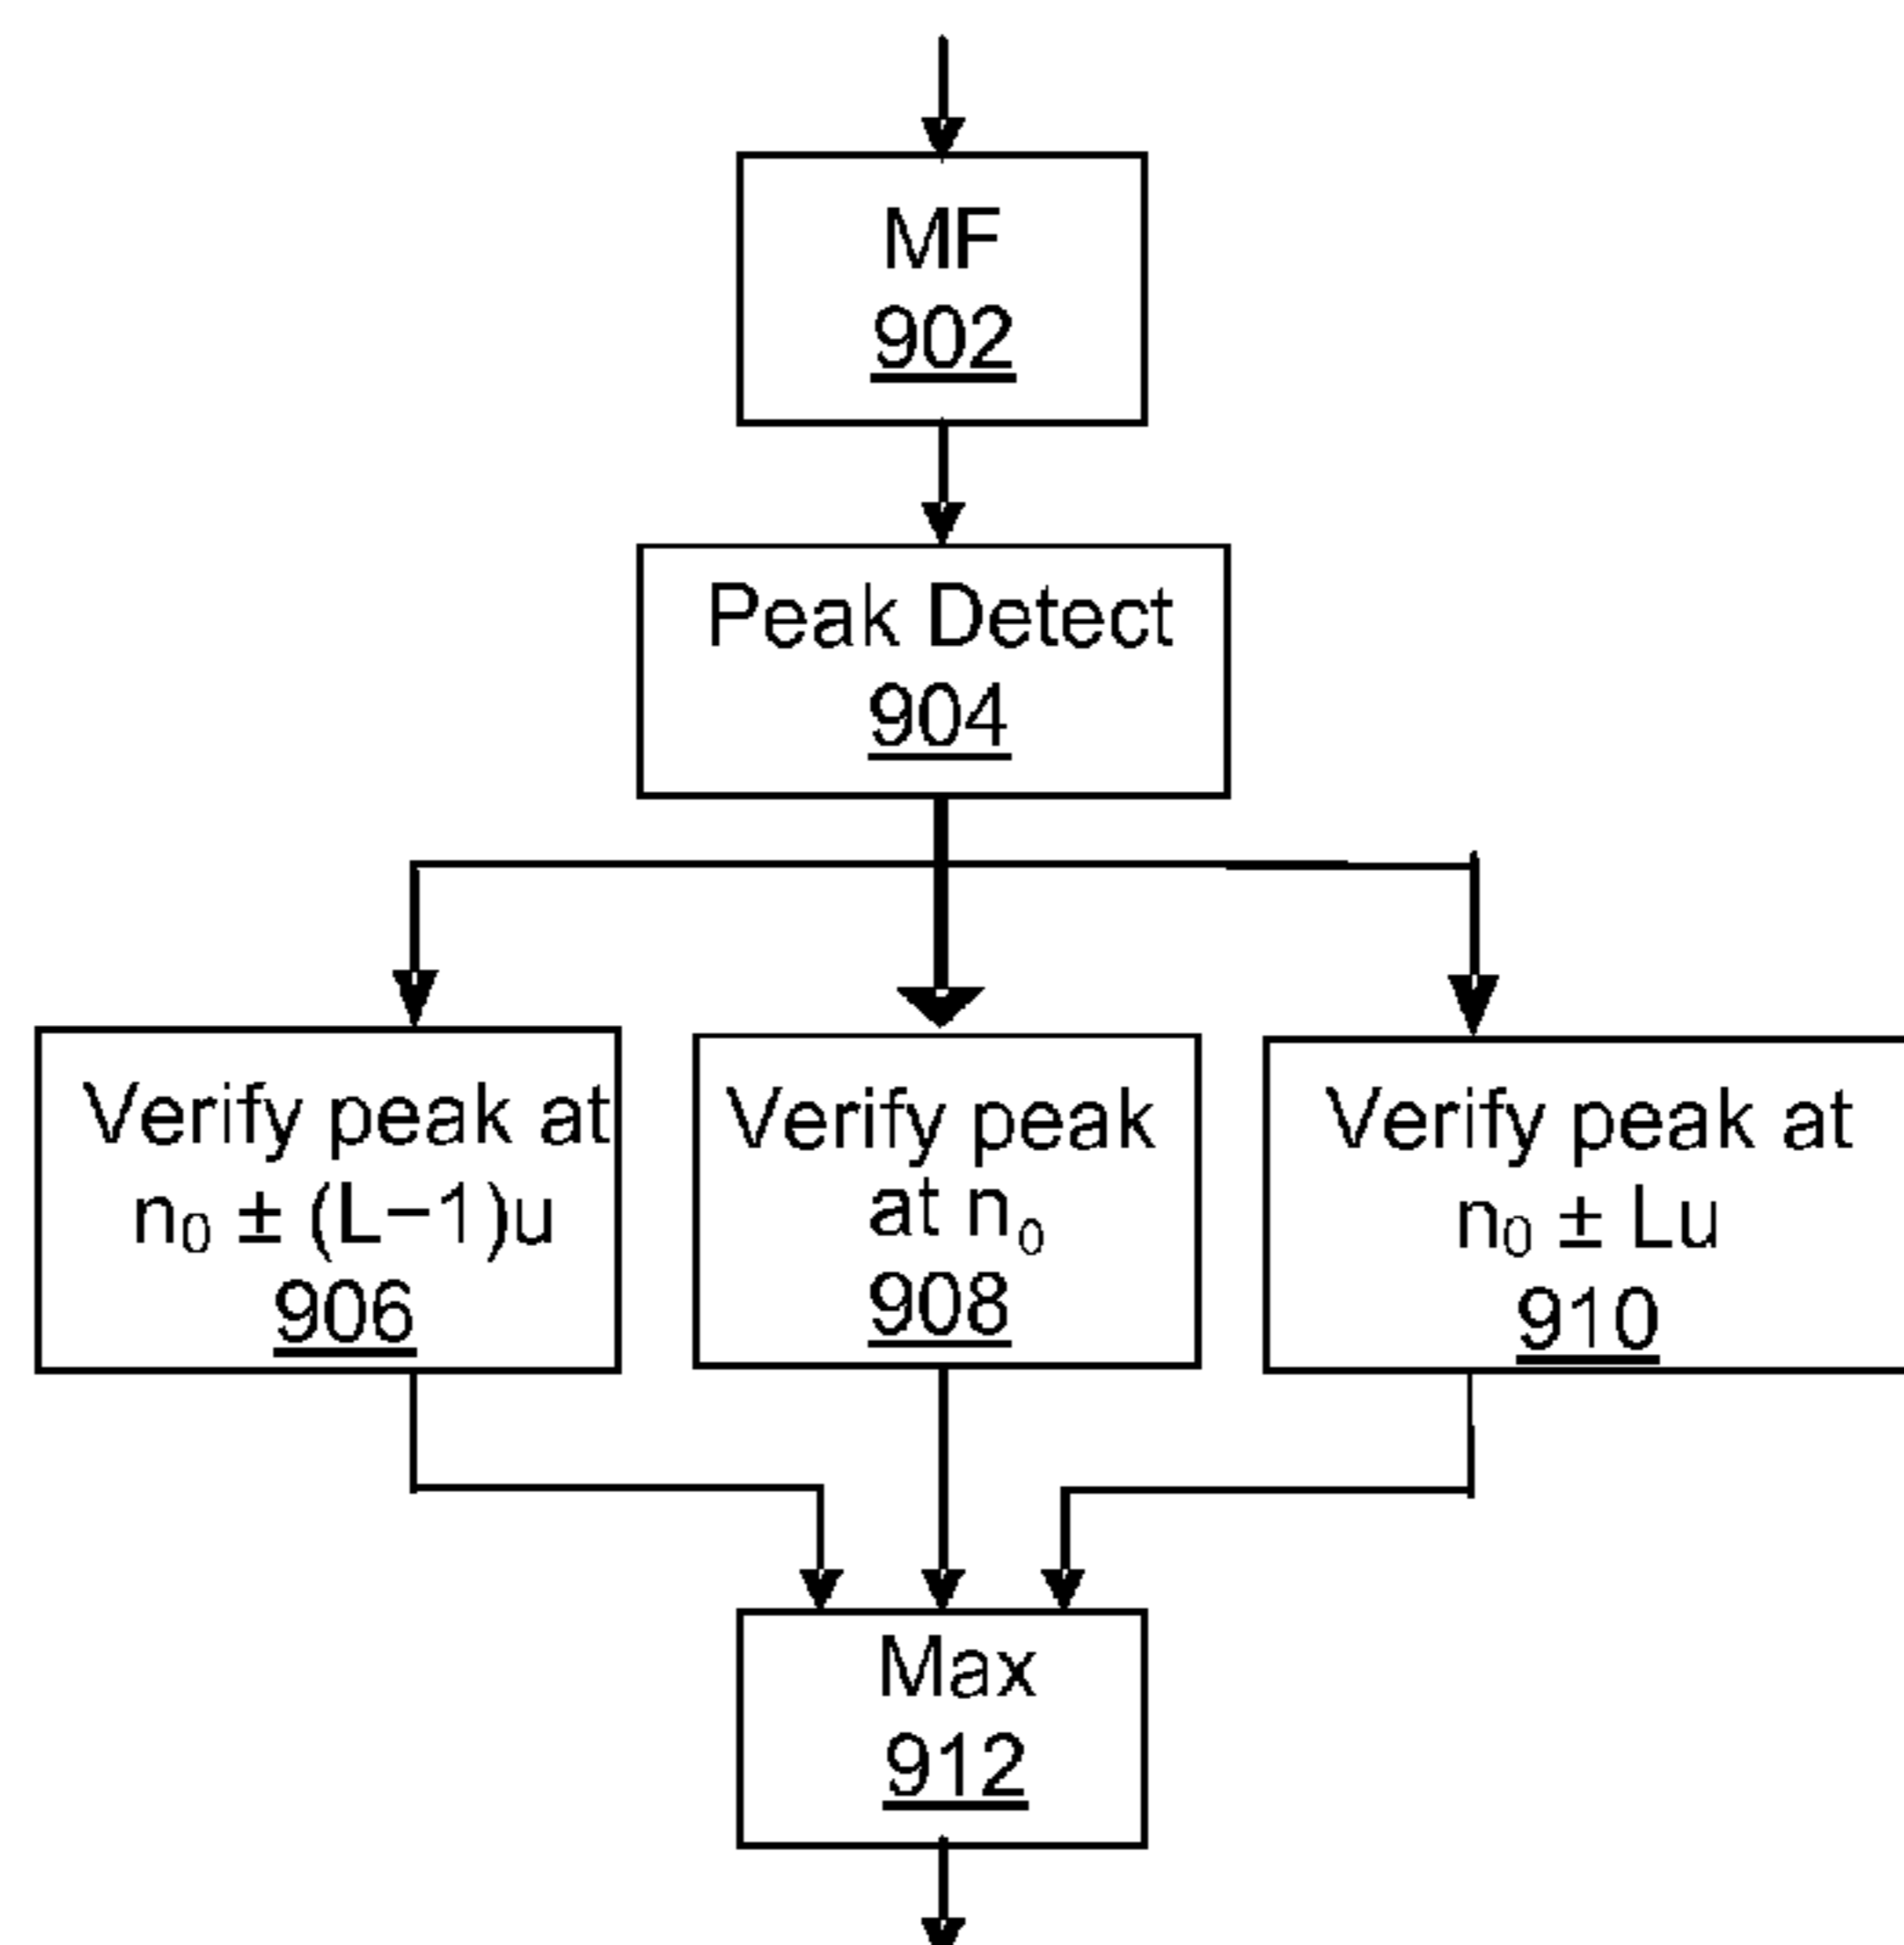 MF
902
Peak Detect
904
Verify peak at
n₀ ± (L−1)u
906
Verify peak
at n₀
908
Verify peak at
n₀ ± Lu
910
Max
912